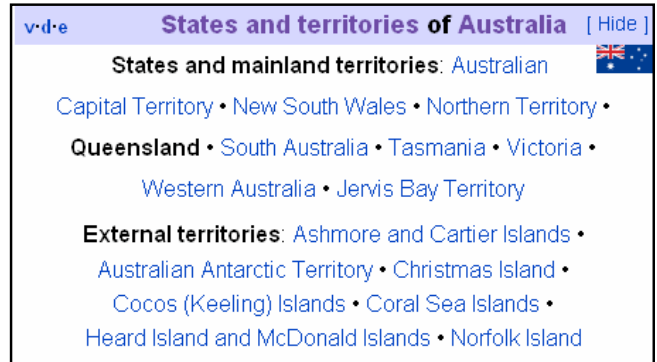 v·d·e States and territories of Australia [ Hide ]
States and mainland territories: Australian
Capital Territory • New South Wales • Northern Territory •
Queensland • South Australia • Tasmania • Victoria •
Western Australia • Jervis Bay Territory
External territories: Ashmore and Cartier Islands •
Australian Antarctic Territory • Christmas Island •
Cocos (Keeling) Islands • Coral Sea Islands •
Heard Island and McDonald Islands • Norfolk Island